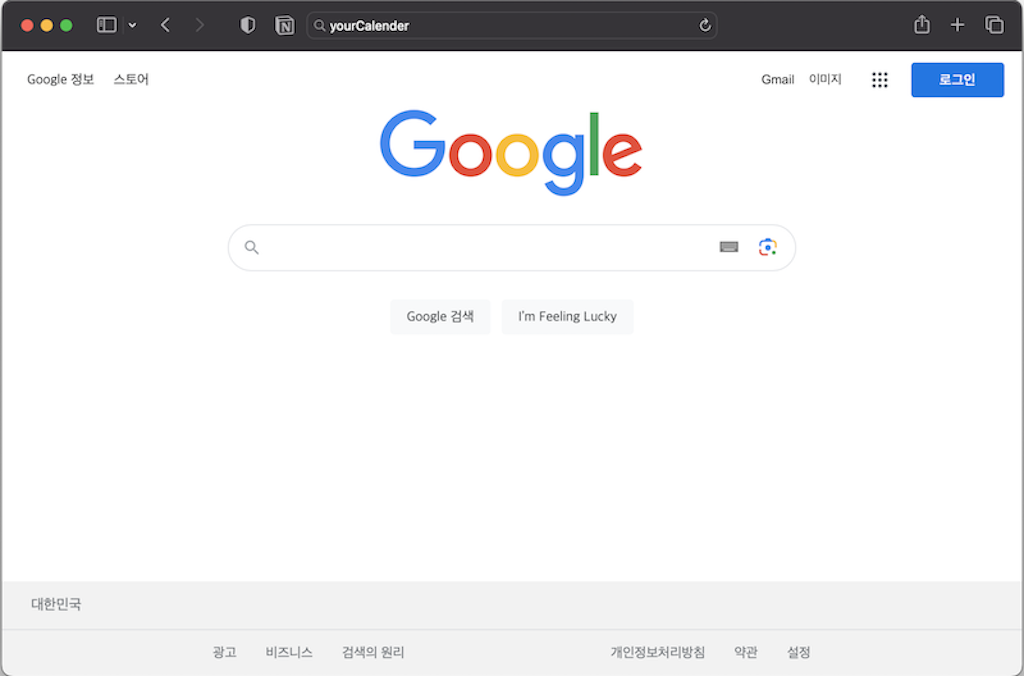 yourCalender
Google 정보 스토어 Gmail 이미지 로그인
Google
Google 검색 I'm Feeling Lucky
대한민국
광고 비즈니스 검색의 원리 개인정보처리방침 약관 설정